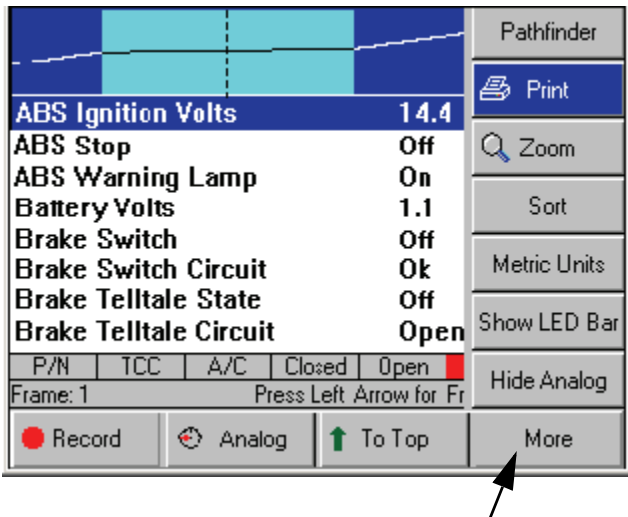 Pathfinder
Print
ABS Ignition Volts 14.4
ABS Stop Off
Zoom
ABS Warning Lamp On
Battery Volts 1.1
Sort
Brake Switch Off
Brake Switch Circuit Ok
Metric Units
Brake Telltale State Off
Brake Telltale Circuit Open
Show LED Bar
P/N TCC A/C Closed Open
Hide Analog
Frame: 1 Press Left Arrow for Fr
Record Analog To Top More